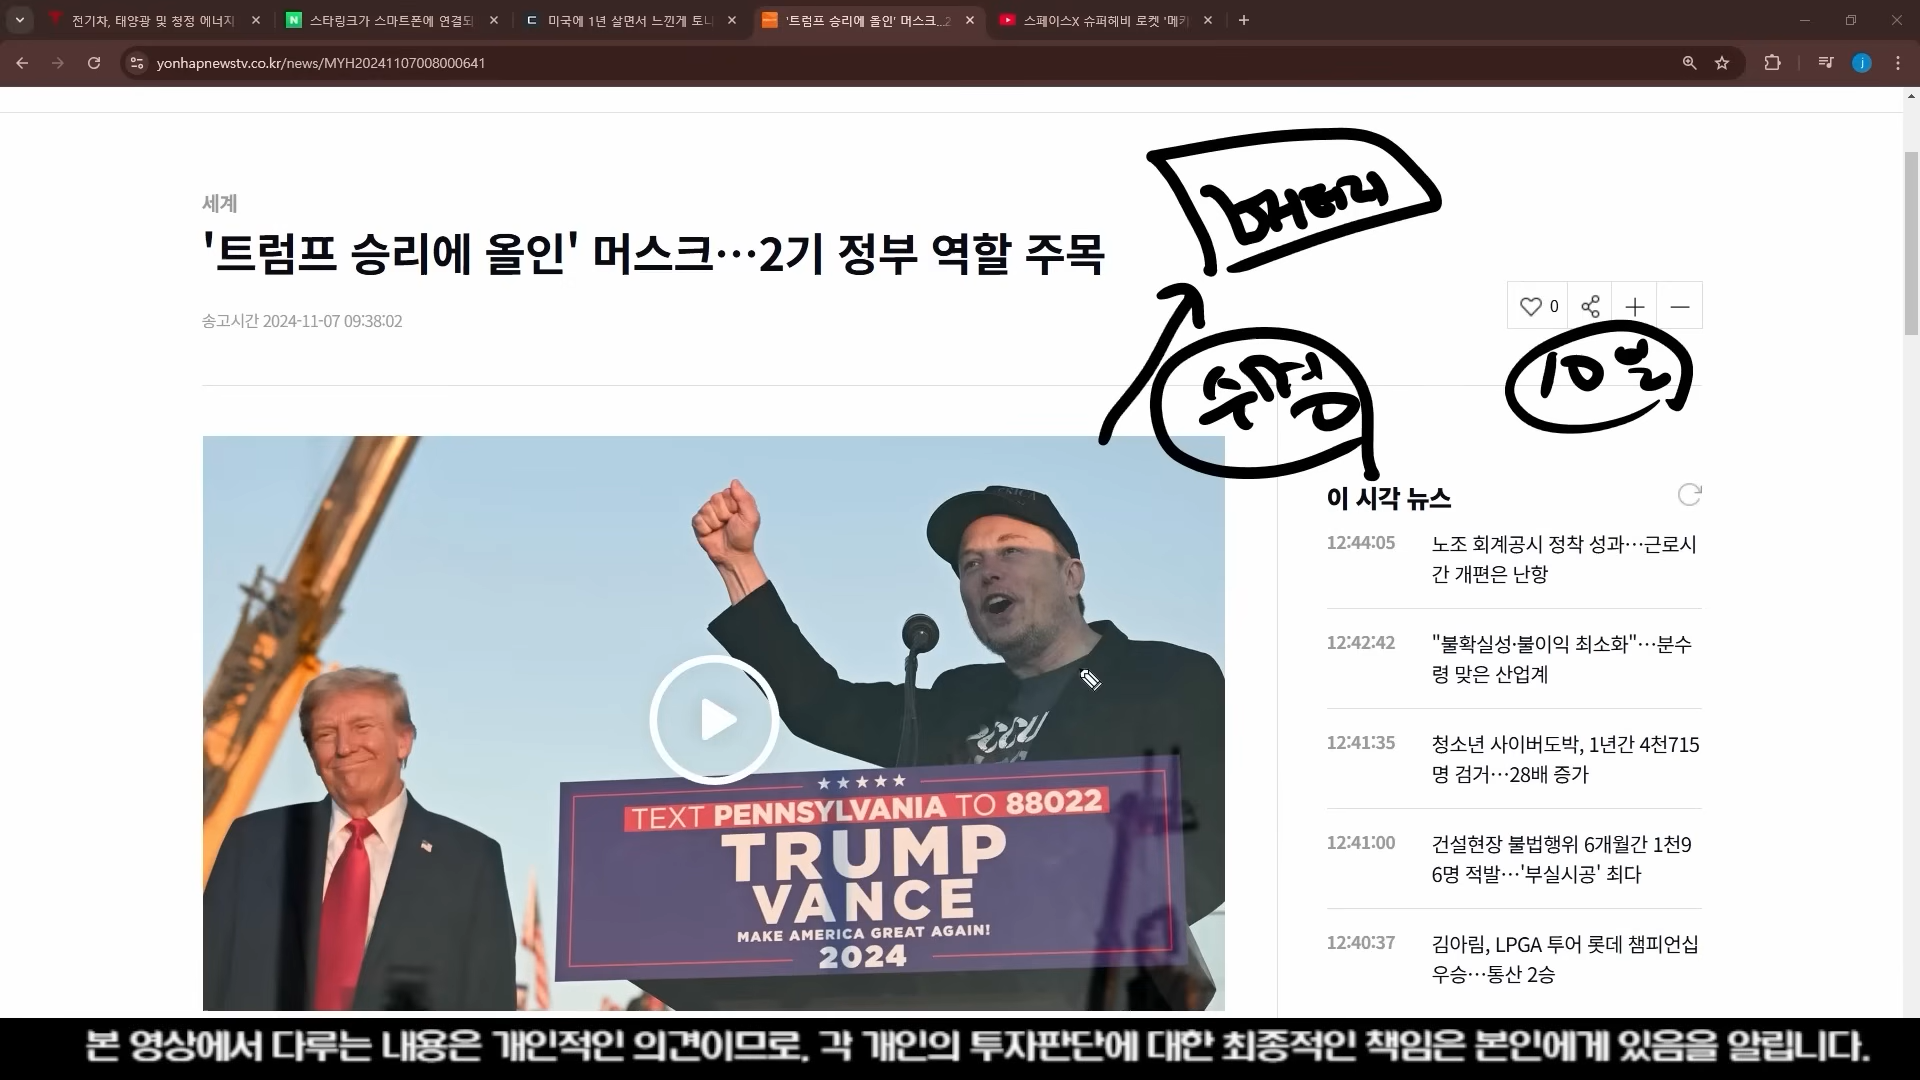 전기차, 태양광 및 청정 에너지
스타링크가 스마트폰에 연결되
미국에 1년 살면서 느낀게 토니
'트럼프 승리에 올인' 머스크...2
스페이스X 슈퍼헤비 로켓 '메카
yonhapnewstv.co.kr/news/MYH20241107008000641
j
세계
'트럼프 승리에 올인' 머스크…2기 정부 역할 주목
송고시간 2024-11-07 09:38:02
배터리
0
수직성
이 시각 뉴스
12:44:05 노조 회계공시 정착 성과…근로시
간 개편은 난항
12:42:42 "불확실성·불이익 최소화"…분수
령 맞은 산업계
12:41:35 청소년 사이버도박, 1년간 4천715
명 검거…28배 증가
12:41:00 건설현장 불법행위 6개월간 1천9
6명 적발…'부실시공' 최다
12:40:37 김아림, LPGA 투어 롯데 챔피언십
우승…통산 2승
TEXT PENNSYLVANIA TO 88022
TRUMP
VANCE
MAKE AMERICA GREAT AGAIN!
2024
본 영상에서 다루는 내용은 개인적인 의견이므로, 각 개인의 투자판단에 대한 최종적인 책임은 본인에게 있음을 알립니다.